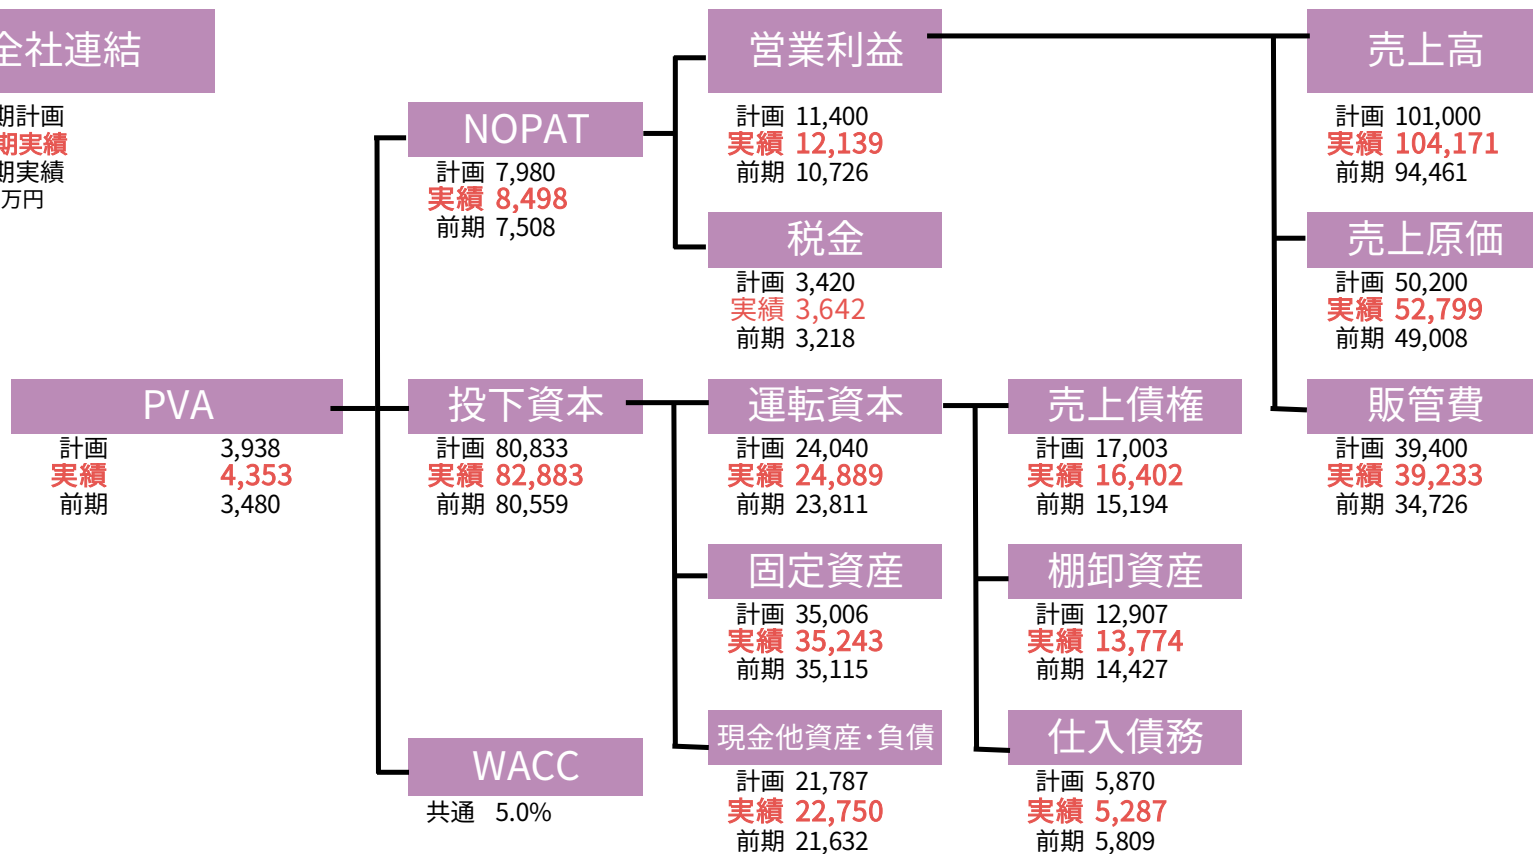 全社連結
期計画
期実績
期実績
万円
PVA
計画 3,938
実績 4,353
前期 3,480
NOPAT
計画 7,980
実績 8,498
前期 7,508
投下資本
計画 80,833
実績 82,883
前期 80,559
WACC
共通 5.0%
営業利益
計画 11,400
実績 12,139
前期 10,726
税金
計画 3,420
実績 3,642
前期 3,218
運転資本
計画 24,040
実績 24,889
前期 23,811
固定資産
計画 35,006
実績 35,243
前期 35,115
現金他資産・負債
計画 21,787
実績 22,750
前期 21,632
売上債権
計画 17,003
実績 16,402
前期 15,194
棚卸資産
計画 12,907
実績 13,774
前期 14,427
仕入債務
計画 5,870
実績 5,287
前期 5,809
売上高
計画 101,000
実績 104,171
前期 94,461
売上原価
計画 50,200
実績 52,799
前期 49,008
販管費
計画 39,400
実績 39,233
前期 34,726